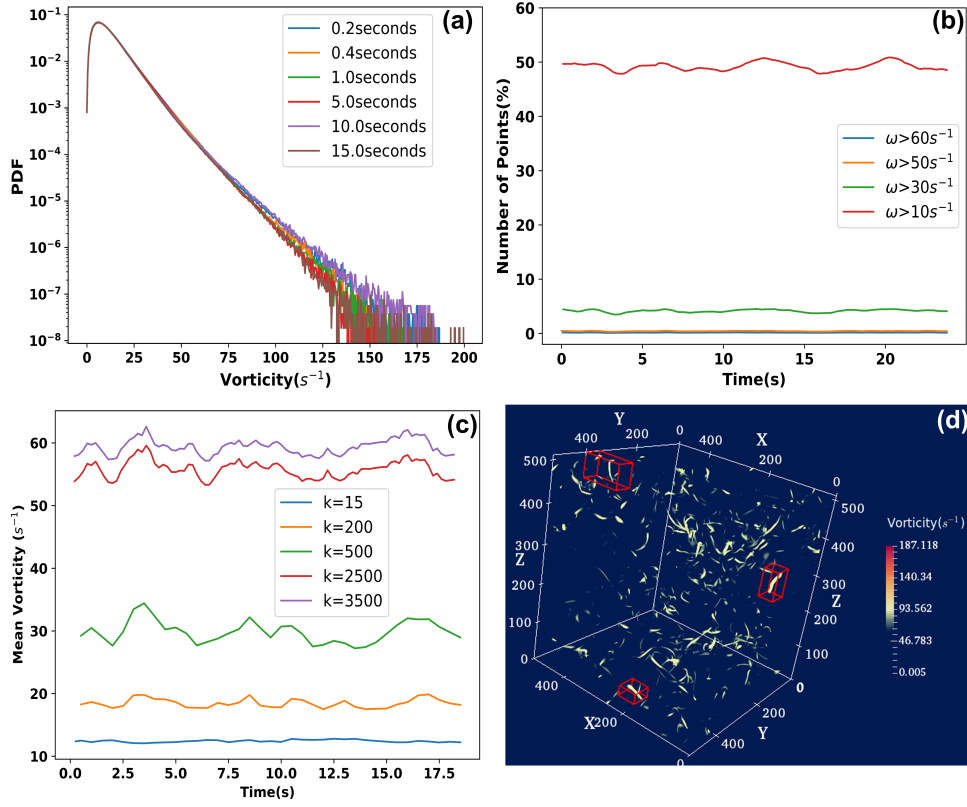 (a)
10⁻¹
10⁻²
10⁻³
10⁻⁴
10⁻⁵
10⁻⁶
10⁻⁷
10⁻⁸
PDF
0.2seconds
0.4seconds
1.0seconds
5.0seconds
10.0seconds
15.0seconds
0 25 50 75 100 125 150 175 200
Vorticity(s⁻¹)
(b)
60
50
40
30
20
10
0
Number of Points(%)
ω>60s⁻¹
ω>50s⁻¹
ω>30s⁻¹
ω>10s⁻¹
0 5 10 15 20
Time(s)
(c)
60
50
40
30
20
10
Mean Vorticity (s⁻¹)
k=15
k=200
k=500
k=2500
k=3500
0.0 2.5 5.0 7.5 10.0 12.5 15.0 17.5
Time(s)
(d)
Y
400 200 0
X
400 200 0
500
400
300
Z
200
100
0
500
400
300
Z
200
100
0
400
X
200
0
0
200
Y
400
Vorticity(s⁻¹)
187.118
140.34
93.562
46.783
0.005